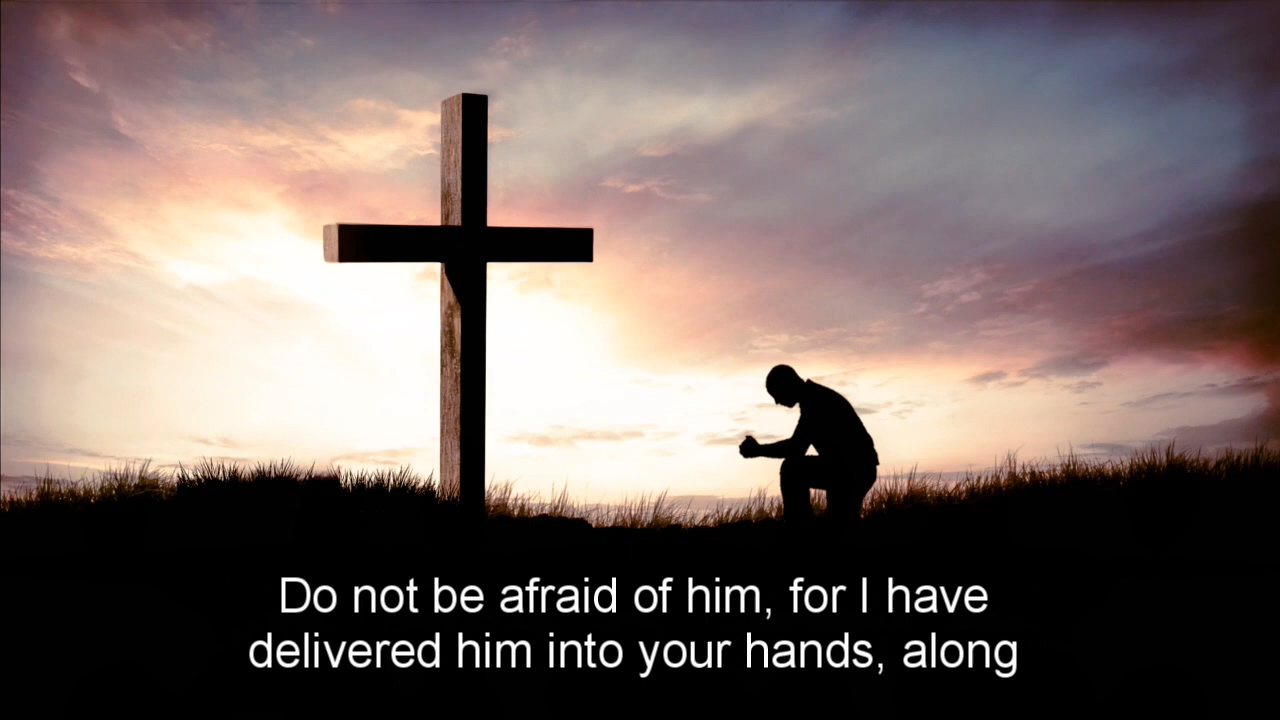 Do not be afraid of him, for I have
delivered him into your hands, along